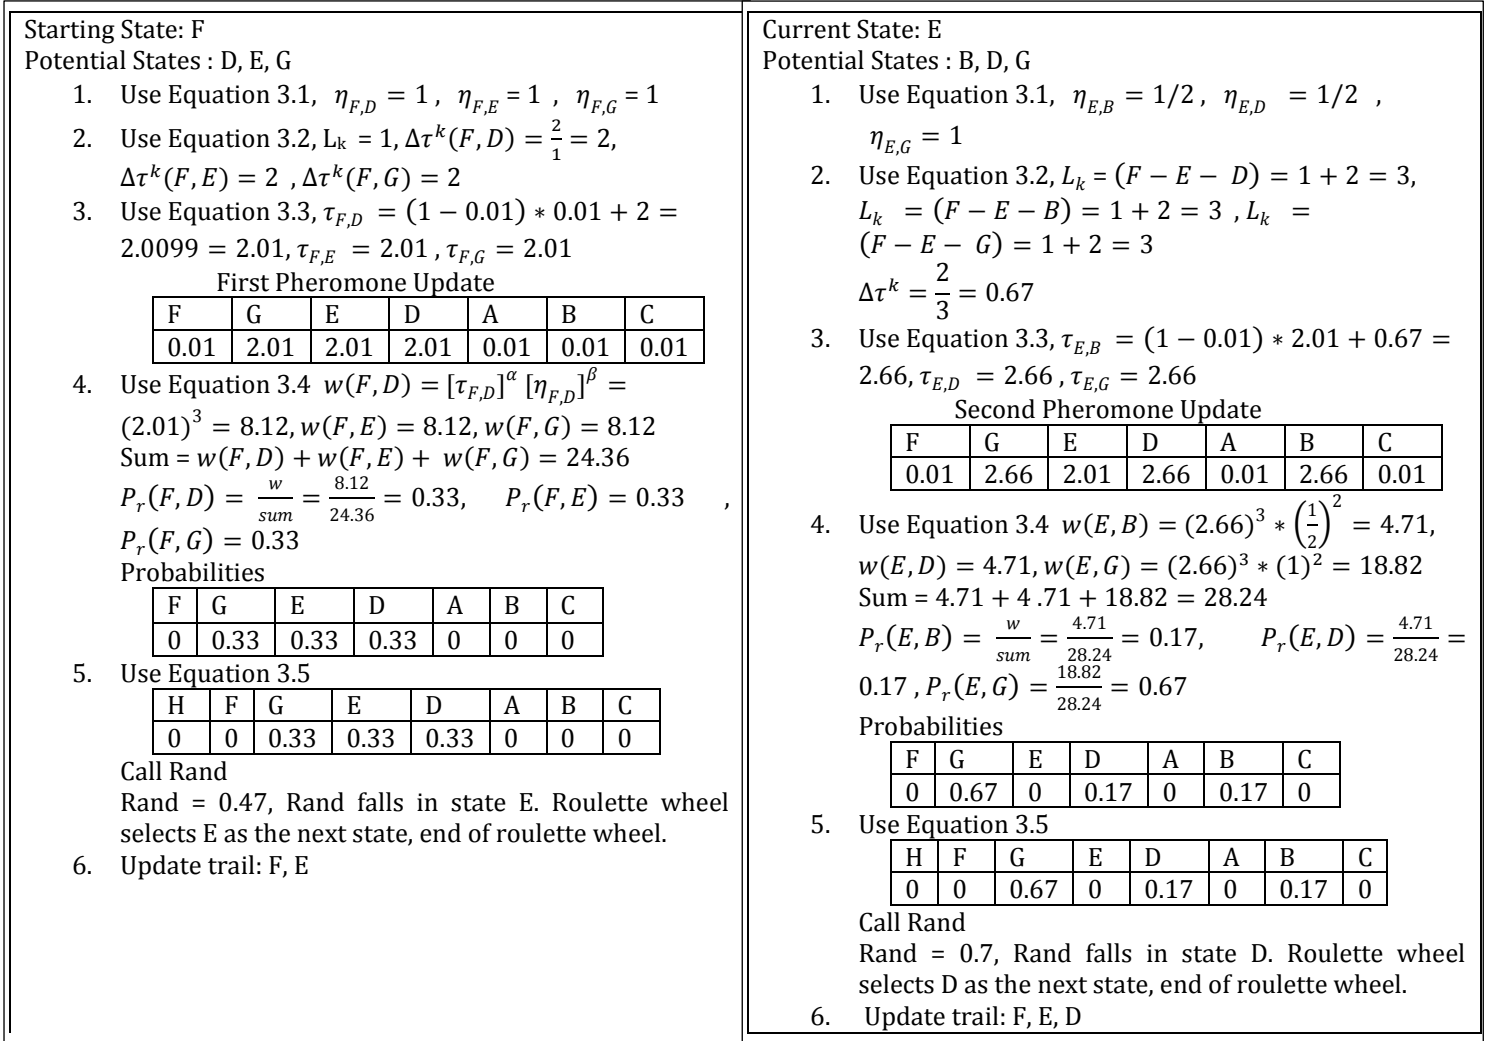 Starting State: F
Potential States : D, E, G
1. Use Equation 3.1, η_{F,D} = 1 , η_{F,E} = 1 , η_{F,G} = 1
2. Use Equation 3.2, L_k = 1, Δτ^k(F, D) = 2/1 = 2,
Δτ^k(F, E) = 2 , Δτ^k(F, G) = 2
3. Use Equation 3.3, τ_{F,D} = (1 − 0.01) ∗ 0.01 + 2 =
2.0099 = 2.01, τ_{F,E} = 2.01 , τ_{F,G} = 2.01
First Pheromone Update
F G E D A B C
0.01 2.01 2.01 2.01 0.01 0.01 0.01
4. Use Equation 3.4 w(F, D) = [τ_{F,D}]^α [η_{F,D}]^β =
(2.01)^3 = 8.12, w(F, E) = 8.12, w(F, G) = 8.12
Sum = w(F, D) + w(F, E) + w(F, G) = 24.36
P_r(F, D) = w/sum = 8.12/24.36 = 0.33, P_r(F, E) = 0.33 ,
P_r(F, G) = 0.33
Probabilities
F G E D A B C
0 0.33 0.33 0.33 0 0 0
5. Use Equation 3.5
H F G E D A B C
0 0 0.33 0.33 0.33 0 0 0
Call Rand
Rand = 0.47, Rand falls in state E. Roulette wheel
selects E as the next state, end of roulette wheel.
6. Update trail: F, E
Current State: E
Potential States : B, D, G
1. Use Equation 3.1, η_{E,B} = 1/2 , η_{E,D} = 1/2 ,
η_{E,G} = 1
2. Use Equation 3.2, L_k = (F − E − D) = 1 + 2 = 3,
L_k = (F − E − B) = 1 + 2 = 3 , L_k =
(F − E − G) = 1 + 2 = 3
Δτ^k = 2/3 = 0.67
3. Use Equation 3.3, τ_{E,B} = (1 − 0.01) ∗ 2.01 + 0.67 =
2.66, τ_{E,D} = 2.66 , τ_{E,G} = 2.66
Second Pheromone Update
F G E D A B C
0.01 2.66 2.01 2.66 0.01 2.66 0.01
4. Use Equation 3.4 w(E, B) = (2.66)^3 ∗ (1/2)^2 = 4.71,
w(E, D) = 4.71, w(E, G) = (2.66)^3 ∗ (1)^2 = 18.82
Sum = 4.71 + 4 .71 + 18.82 = 28.24
P_r(E, B) = w/sum = 4.71/28.24 = 0.17, P_r(E, D) = 4.71/28.24 =
0.17 , P_r(E, G) = 18.82/28.24 = 0.67
Probabilities
F G E D A B C
0 0.67 0 0.17 0 0.17 0
5. Use Equation 3.5
H F G E D A B C
0 0 0.67 0 0.17 0 0.17 0
Call Rand
Rand = 0.7, Rand falls in state D. Roulette wheel
selects D as the next state, end of roulette wheel.
6. Update trail: F, E, D